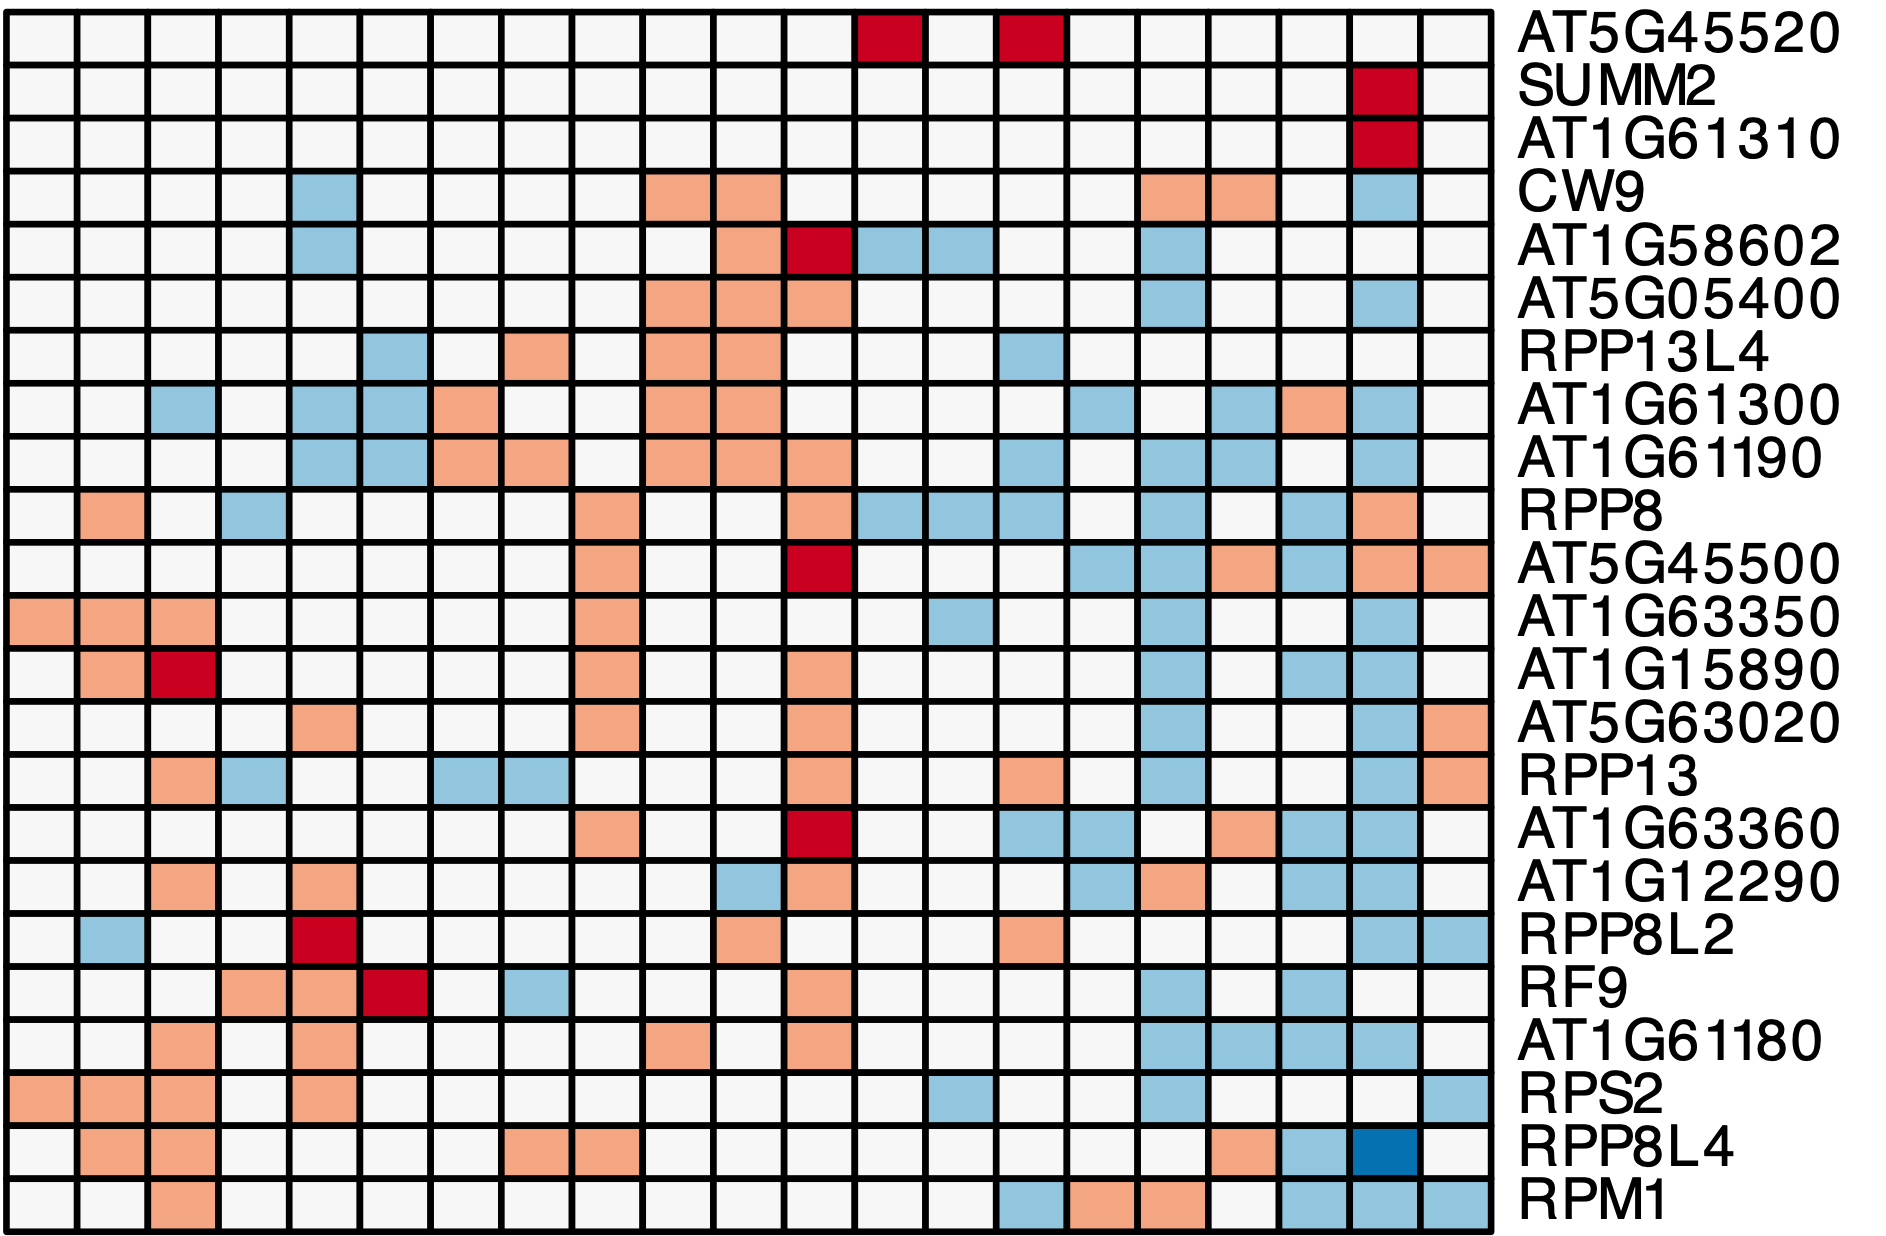 AT5G45520
SUMM2
AT1G61310
CW9
AT1G58602
AT5G05400
RPP13L4
AT1G61300
AT1G61190
RPP8
AT5G45500
AT1G63350
AT1G15890
AT5G63020
RPP13
AT1G63360
AT1G12290
RPP8L2
RF9
AT1G61180
RPS2
RPP8L4
RPM1